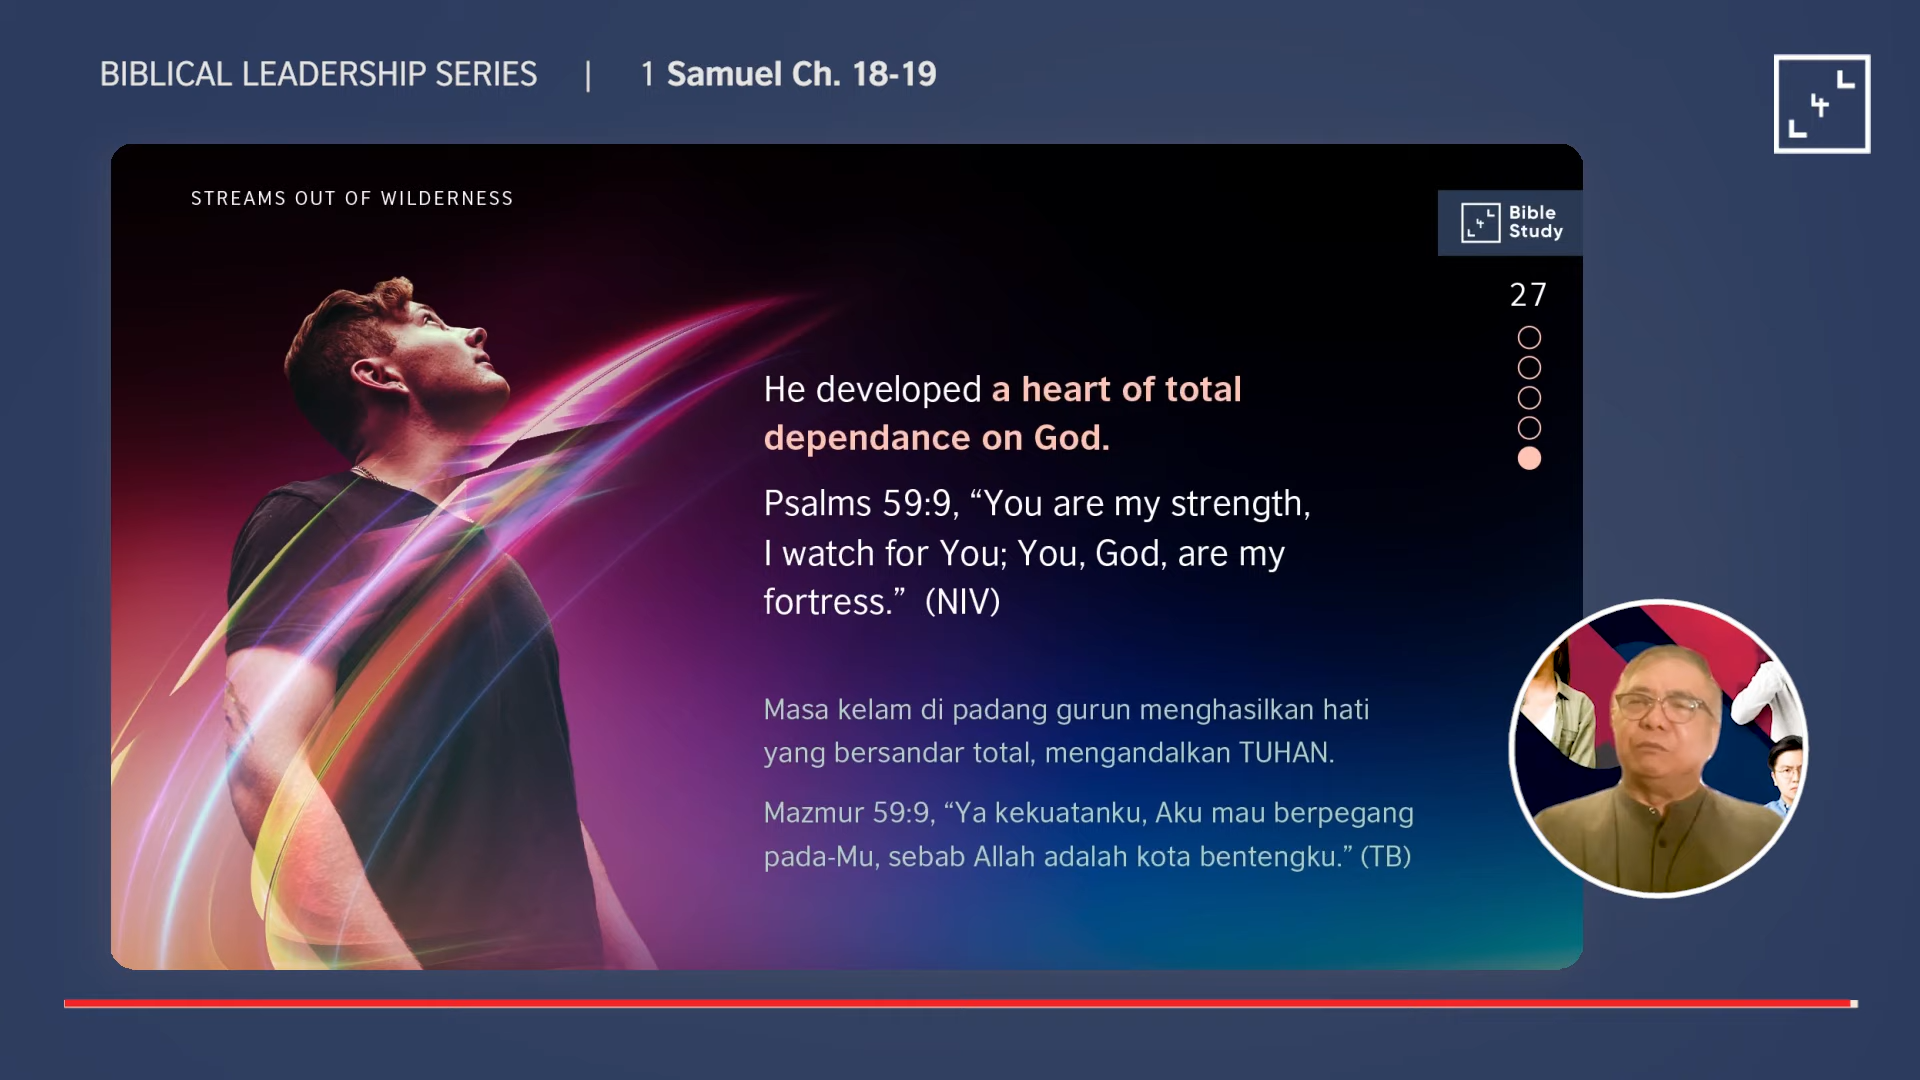 BIBLICAL LEADERSHIP SERIES | 1 Samuel Ch. 18-19
STREAMS OUT OF WILDERNESS
Bible
Study
27
He developed a heart of total
dependance on God.
Psalms 59:9, “You are my strength,
I watch for You; You, God, are my
fortress.” (NIV)
Masa kelam di padang gurun menghasilkan hati
yang bersandar total, mengandalkan TUHAN.
Mazmur 59:9, “Ya kekuatanku, Aku mau berpegang
pada-Mu, sebab Allah adalah kota bentengku.” (TB)